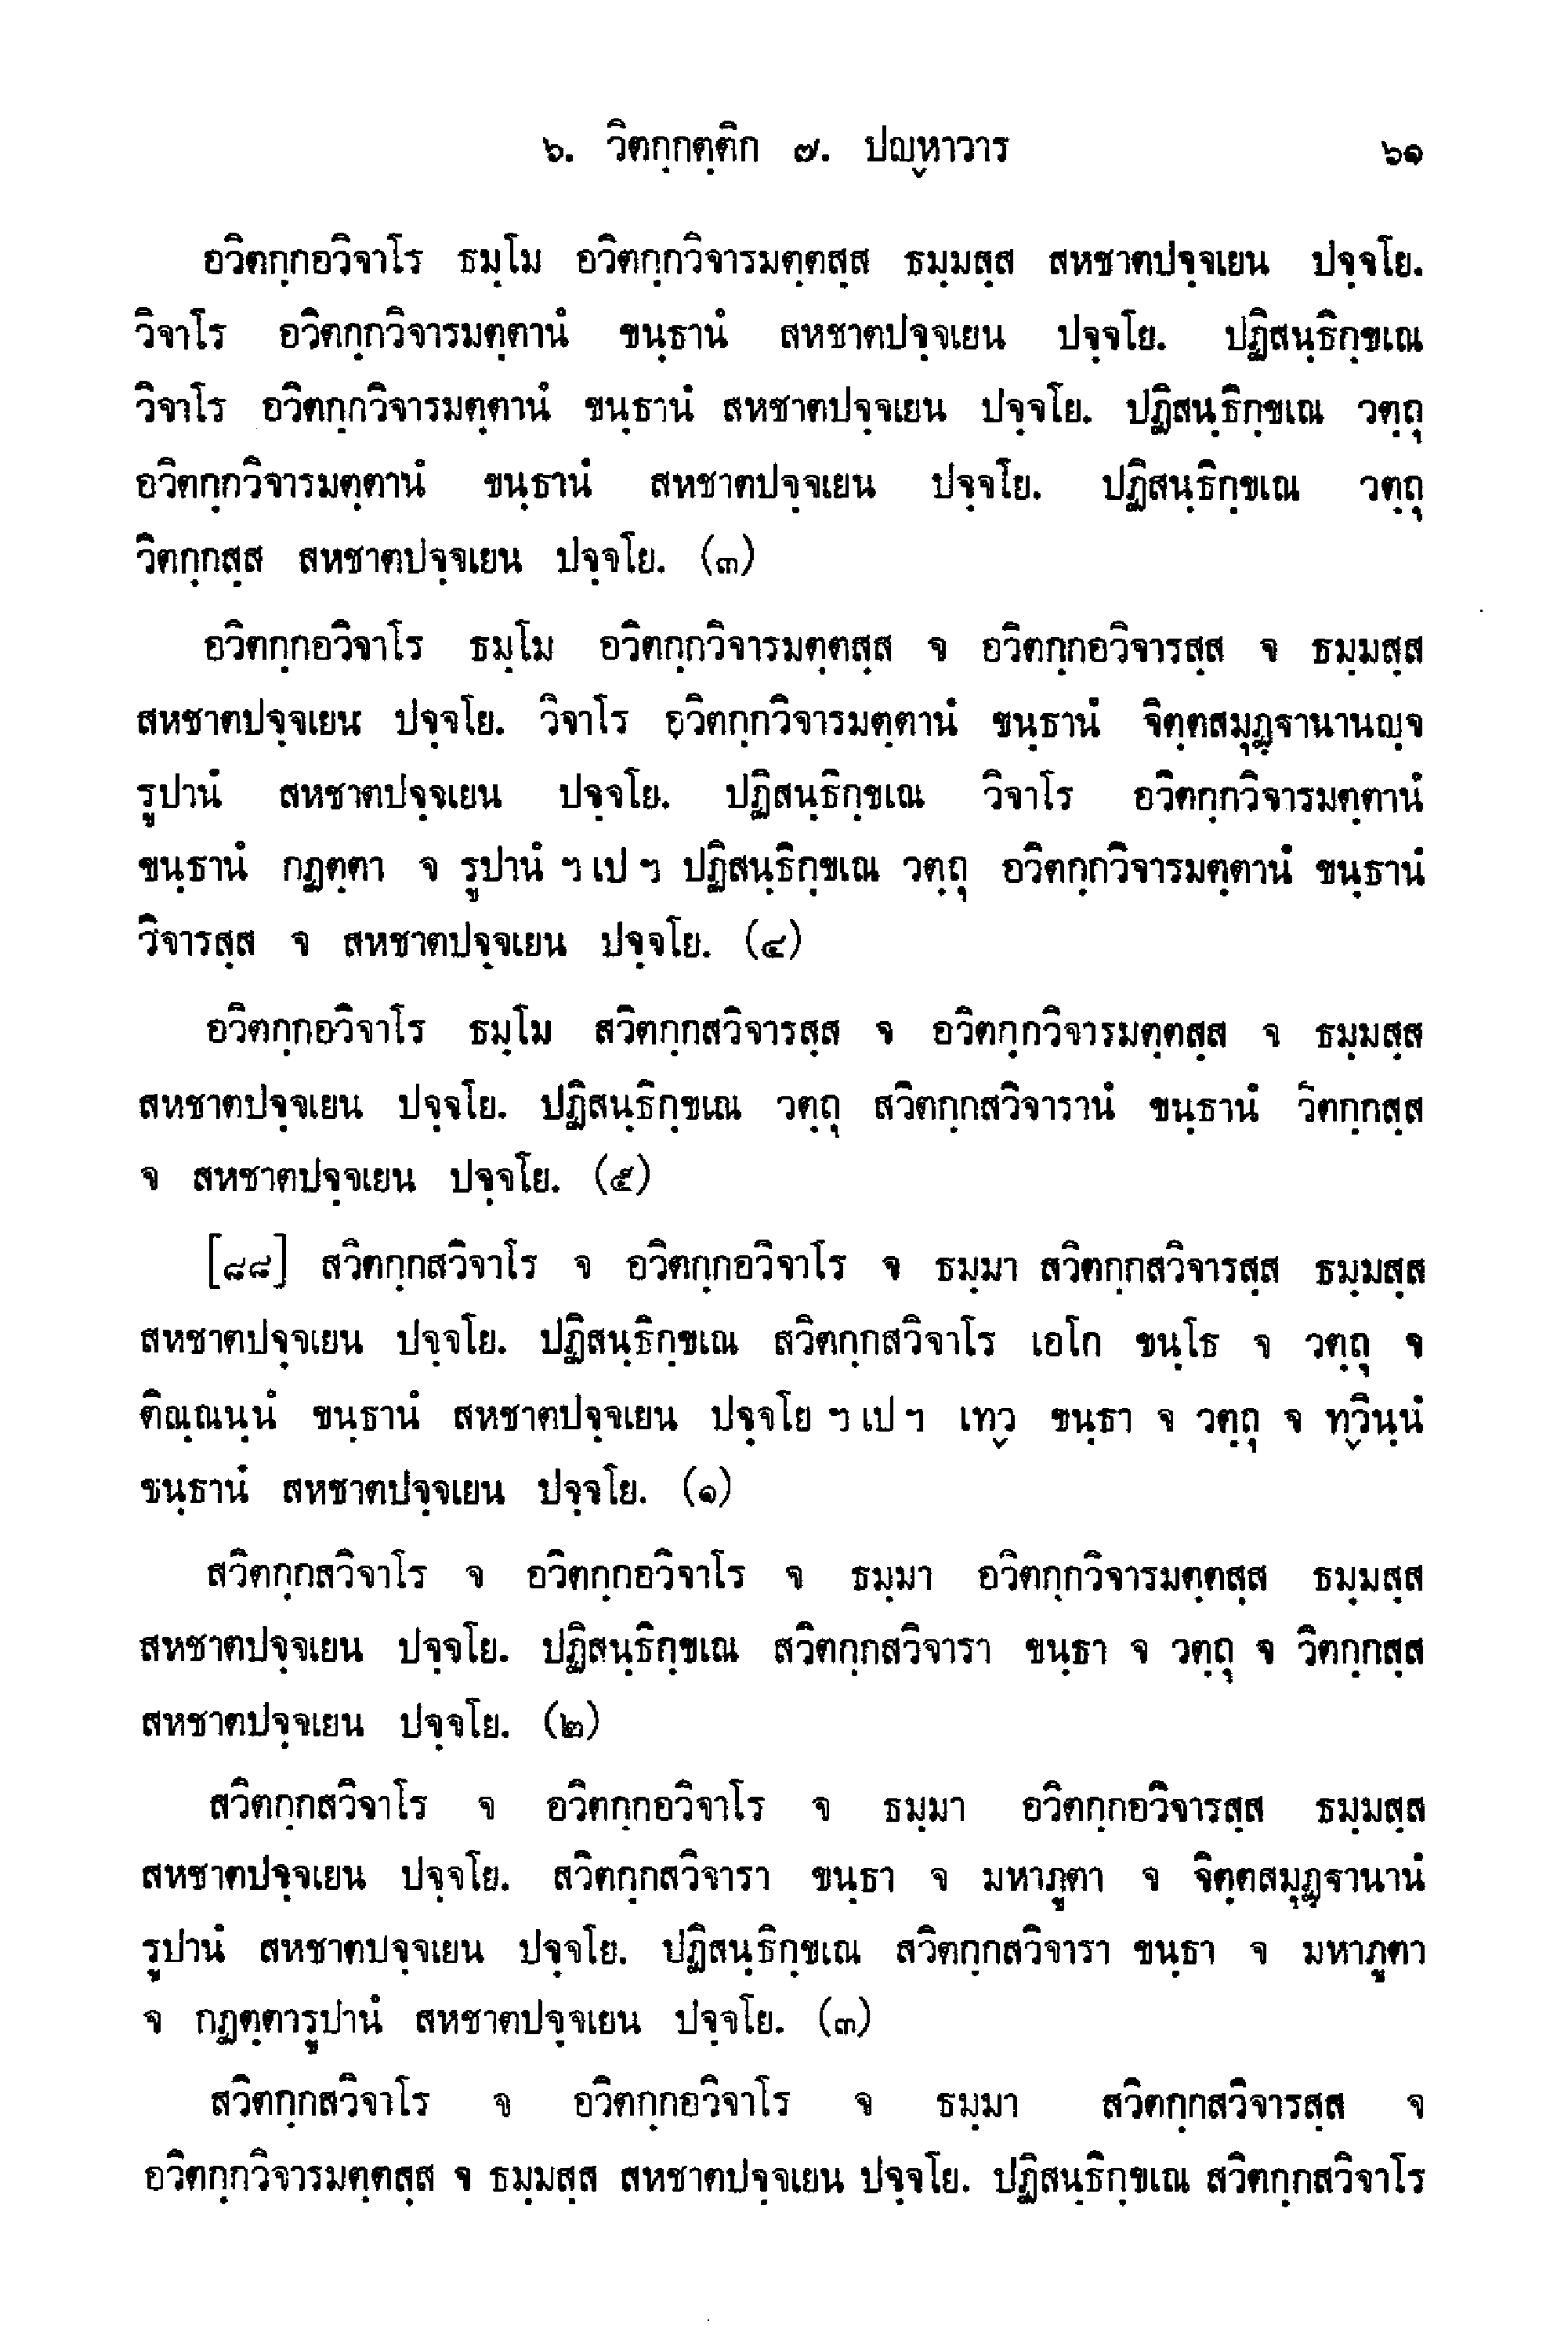 ๖. วิตกฺกตฺติก ๗. ปญฺหาวาร ๖๑
อวิตกฺกอวิจาโร ธมฺโม อวิตกฺกวิจารมตฺตสฺส ธมฺมสฺส สหชาตปจฺจเยน ปจฺจโย.
วิจาโร อวิตกฺกวิจารมตฺตานํ ขนฺธานํ สหชาตปจฺจเยน ปจฺจโย. ปฏิสนฺธิกฺขเณ
วิจาโร อวิตกฺกวิจารมตฺตานํ ขนฺธานํ สหชาตปจฺจเยน ปจฺจโย. ปฏิสนฺธิกฺขเณ วตฺถุ
อวิตกฺกวิจารมตฺตานํ ขนฺธานํ สหชาตปจฺจเยน ปจฺจโย. ปฏิสนฺธิกฺขเณ วตฺถุ
วิตกฺกสฺส สหชาตปจฺจเยน ปจฺจโย. (๓)
อวิตกฺกอวิจาโร ธมฺโม อวิตกฺกวิจารมตฺตสฺส จ อวิตกฺกอวิจารสฺส จ ธมฺมสฺส
สหชาตปจฺจเยน ปจฺจโย. วิจาโร อวิตกฺกวิจารมตฺตานํ ขนฺธานํ จิตฺตสมุฏฺฐานานญฺจ
รูปานํ สหชาตปจฺจเยน ปจฺจโย. ปฏิสนฺธิกฺขเณ วิจาโร อวิตกฺกวิจารมตฺตานํ
ขนฺธานํ กฏตฺตา จ รูปานํ ฯ เป ฯ ปฏิสนฺธิกฺขเณ วตฺถุ อวิตกฺกวิจารมตฺตานํ ขนฺธานํ
วิจารสฺส จ สหชาตปจฺจเยน ปจฺจโย. (๔)
อวิตกฺกอวิจาโร ธมฺโม สวิตกฺกสวิจารสฺส จ อวิตกฺกวิจารมตฺตสฺส จ ธมฺมสฺส
สหชาตปจฺจเยน ปจฺจโย. ปฏิสนฺธิกฺขเณ วตฺถุ สวิตกฺกสวิจารานํ ขนฺธานํ วิตกฺกสฺส
จ สหชาตปจฺจเยน ปจฺจโย. (๕)
[๘๘] สวิตกฺกสวิจาโร จ อวิตกฺกอวิจาโร จ ธมฺมา สวิตกฺกสวิจารสฺส ธมฺมสฺส
สหชาตปจฺจเยน ปจฺจโย. ปฏิสนฺธิกฺขเณ สวิตกฺกสวิจาโร เอโก ขนฺโธ จ วตฺถุ จ
ติณฺณนฺนํ ขนฺธานํ สหชาตปจฺจเยน ปจฺจโย ฯ เป ฯ เทฺว ขนฺธา จ วตฺถุ จ ทฺวินฺนํ
ขนฺธานํ สหชาตปจฺจเยน ปจฺจโย. (๑)
สวิตกฺกสวิจาโร จ อวิตกฺกอวิจาโร จ ธมฺมา อวิตกฺกวิจารมตฺตสฺส ธมฺมสฺส
สหชาตปจฺจเยน ปจฺจโย. ปฏิสนฺธิกฺขเณ สวิตกฺกสวิจารา ขนฺธา จ วตฺถุ จ วิตกฺกสฺส
สหชาตปจฺจเยน ปจฺจโย. (๒)
สวิตกฺกสวิจาโร จ อวิตกฺกอวิจาโร จ ธมฺมา อวิตกฺกอวิจารสฺส ธมฺมสฺส
สหชาตปจฺจเยน ปจฺจโย. สวิตกฺกสวิจารา ขนฺธา จ มหาภูตา จ จิตฺตสมุฏฺฐานานํ
รูปานํ สหชาตปจฺจเยน ปจฺจโย. ปฏิสนฺธิกฺขเณ สวิตกฺกสวิจารา ขนฺธา จ มหาภูตา
จ กฏตฺตารูปานํ สหชาตปจฺจเยน ปจฺจโย. (๓)
สวิตกฺกสวิจาโร จ อวิตกฺกอวิจาโร จ ธมฺมา สวิตกฺกสวิจารสฺส จ
อวิตกฺกวิจารมตฺตสฺส จ ธมฺมสฺส สหชาตปจฺจเยน ปจฺจโย. ปฏิสนฺธิกฺขเณ สวิตกฺกสวิจาโร